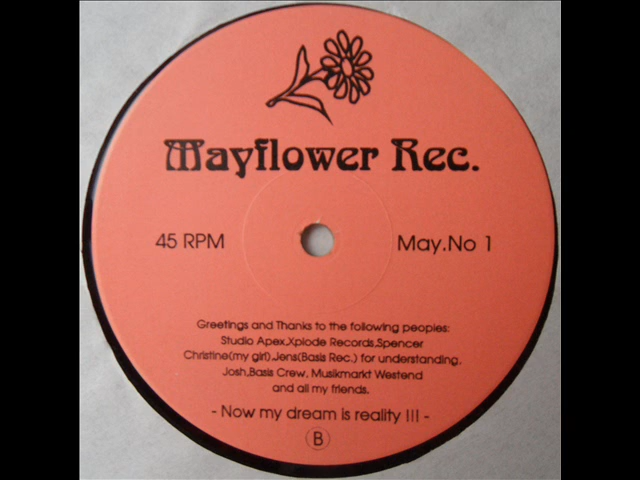 Mayflower Rec.
45 RPM
May.No 1
Greetings and Thanks to the following peoples:
Studio Apex,Xplode Records,Spencer
Christine(my girl),Jens(Basis Rec.) for understanding,
Josh,Basis Crew, Musikmarkt Westend
and all my friends.
- Now my dream is reality !!! -
B